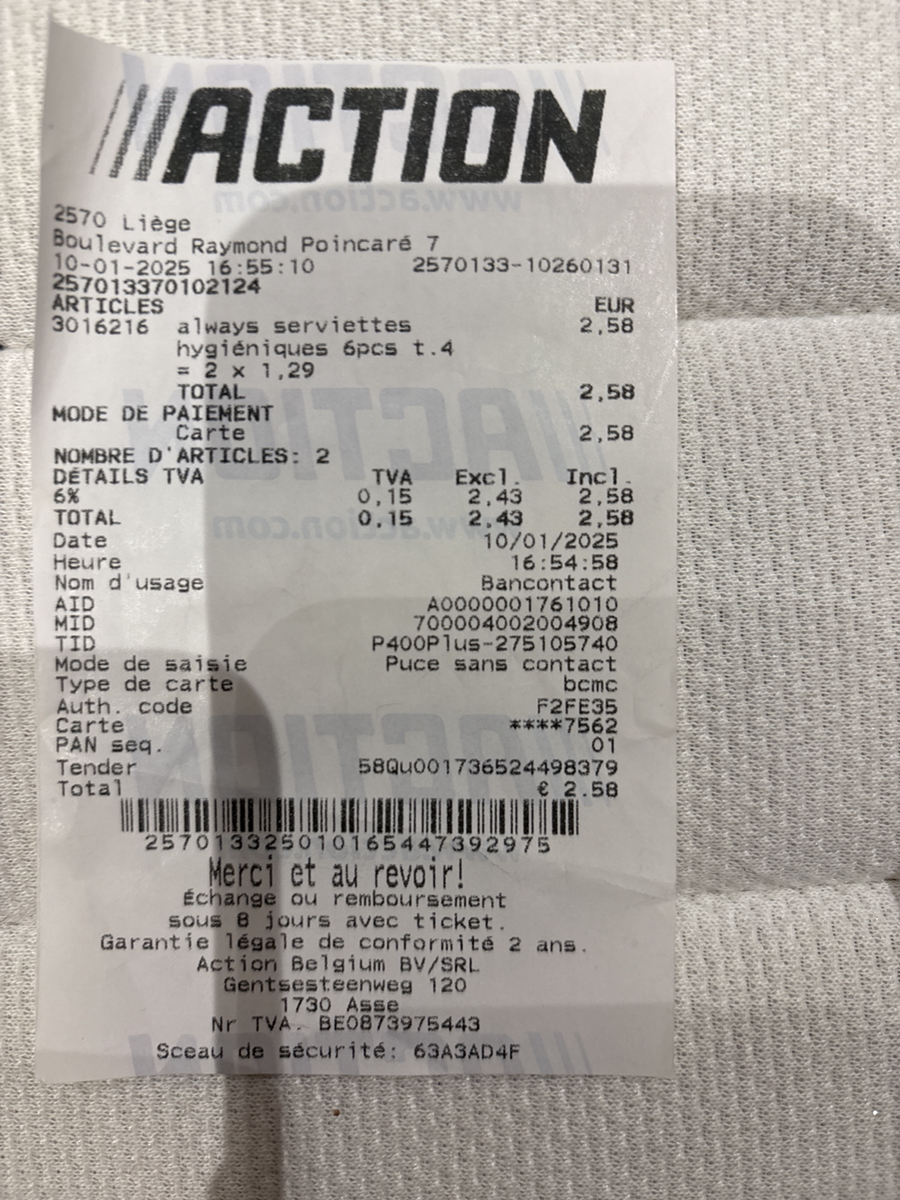 ACTION
2570 Liège
Boulevard Raymond Poincaré 7
10-01-2025 16:55:10 2570133-10260131
257013370102124
ARTICLES EUR
3016216 always serviettes 2,58
hygiéniques 6pcs t.4
= 2 x 1,29
TOTAL 2,58
MODE DE PAIEMENT
Carte 2,58
NOMBRE D'ARTICLES: 2
DÉTAILS TVA TVA Excl. Incl.
6% 0,15 2,43 2,58
TOTAL 0,15 2,43 2,58
Date 10/01/2025
Heure 16:54:58
Nom d'usage Bancontact
AID A0000001761010
MID 700004002004908
TID P400Plus-275105740
Mode de saisie Puce sans contact
Type de carte bcmc
Auth. code F2FE35
Carte ****7562
PAN seq. 01
Tender 58Qu001736524498379
Total € 2.58
2570133250101654473929​75
Merci et au revoir!
Échange ou remboursement
sous 8 jours avec ticket.
Garantie légale de conformité 2 ans.
Action Belgium BV/SRL
Gentsesteenweg 120
1730 Asse
Nr TVA. BE0873975443
Sceau de sécurité: 63A3AD4F